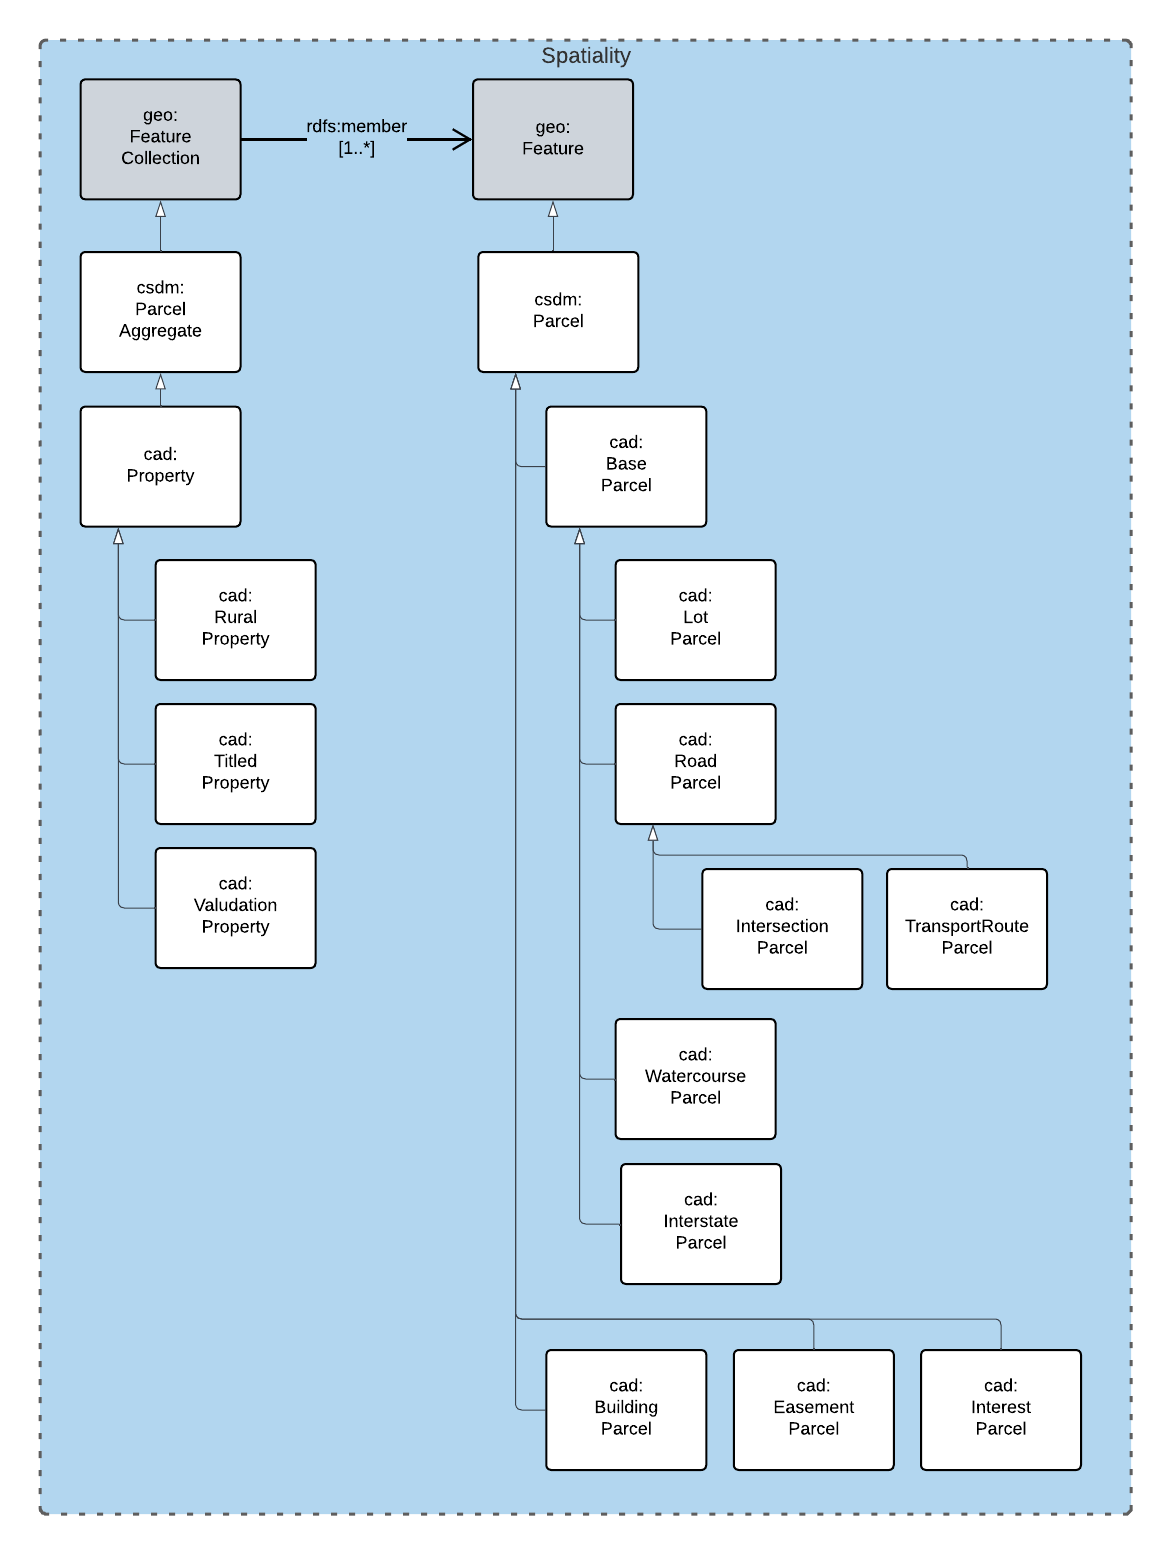 Spatiality
geo:
Feature
Collection
rdfs:member
[1..*]
geo:
Feature
csdm:
Parcel
Aggregate
csdm:
Parcel
cad:
Property
cad:
Base
Parcel
cad:
Rural
Property
cad:
Lot
Parcel
cad:
Titled
Property
cad:
Road
Parcel
cad:
Valudation
Property
cad:
Intersection
Parcel
cad:
TransportRoute
Parcel
cad:
Watercourse
Parcel
cad:
Interstate
Parcel
cad:
Building
Parcel
cad:
Easement
Parcel
cad:
Interest
Parcel